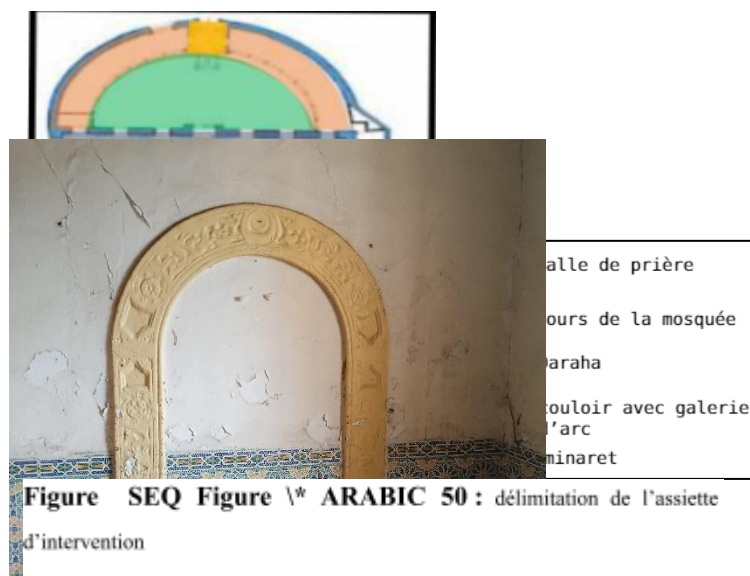 alle de prière
ours de la mosquée
araha
ouloir avec galerie
'arc
minaret
Figure SEQ Figure \* ARABIC 50 : délimitation de l'assiette
d'intervention